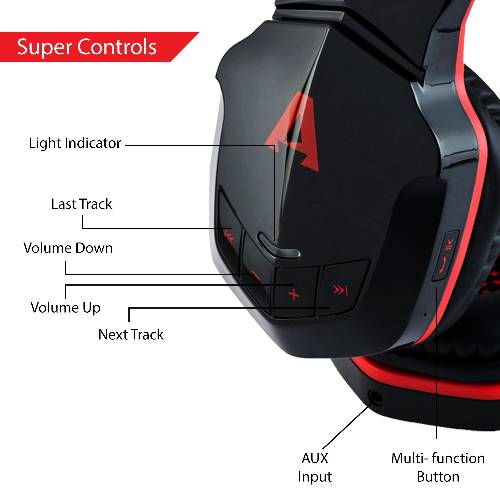 Super Controls
Light Indicator
Last Track
Volume Down
Volume Up
Next Track
AUX
Input
Multi- function
Button